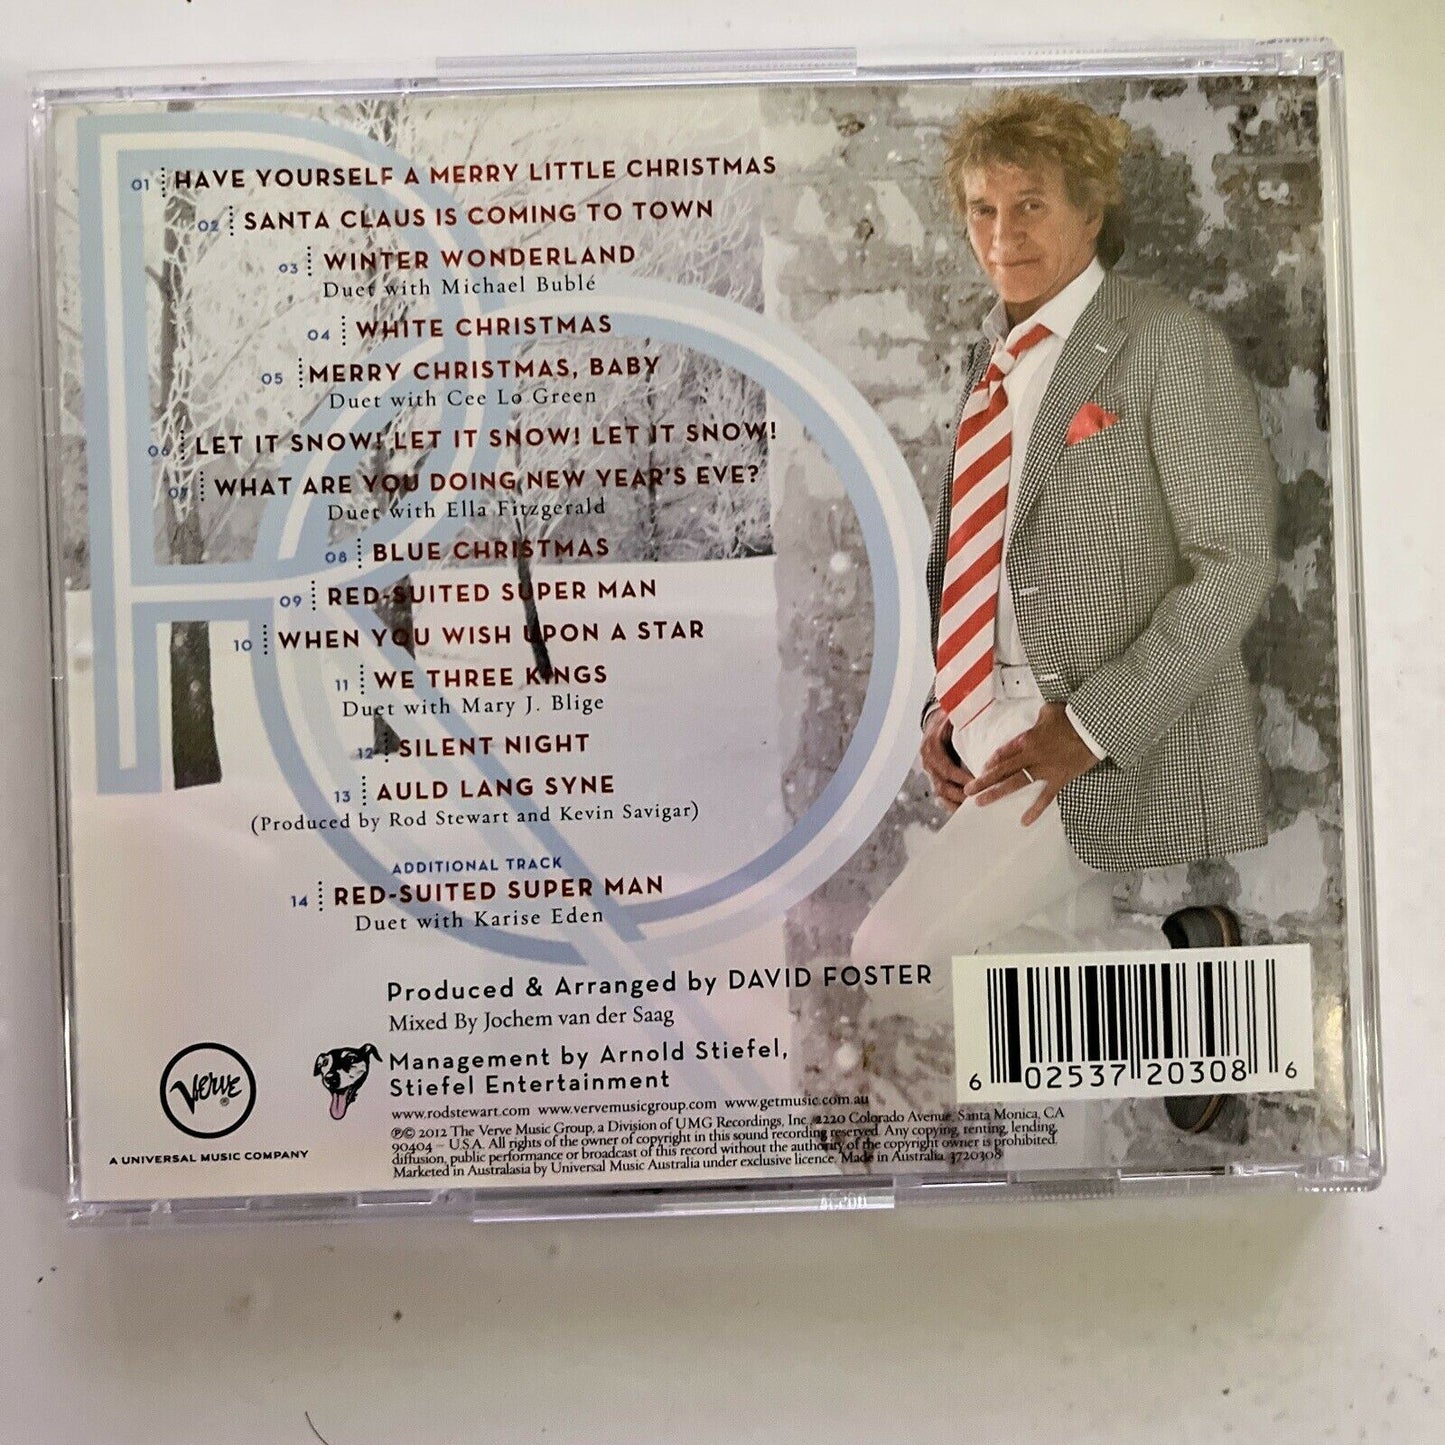 01 HAVE YOURSELF A MERRY LITTLE CHRISTMAS
02 SANTA CLAUS IS COMING TO TOWN
03 WINTER WONDERLAND
Duet with Michael Bublé
04 WHITE CHRISTMAS
05 MERRY CHRISTMAS, BABY
Duet with Cee Lo Green
06 LET IT SNOW! LET IT SNOW! LET IT SNOW!
07 WHAT ARE YOU DOING NEW YEAR'S EVE?
Duet with Ella Fitzgerald
08 BLUE CHRISTMAS
09 RED-SUITED SUPER MAN
10 WHEN YOU WISH UPON A STAR
11 WE THREE KINGS
Duet with Mary J. Blige
12 SILENT NIGHT
13 AULD LANG SYNE
(Produced by Rod Stewart and Kevin Savigar)
ADDITIONAL TRACK
14 RED-SUITED SUPER MAN
Duet with Karise Eden
Produced & Arranged by DAVID FOSTER
Mixed By Jochem van der Saag
Management by Arnold Stiefel,
Stiefel Entertainment
www.rodstewart.com www.vervemusicgroup.com www.getmusic.com.au
℗© 2012 The Verve Music Group, a Division of UMG Recordings, Inc., 2220 Colorado Avenue, Santa Monica, CA
90404 – U.S.A. All rights of the owner of copyright in this sound recording reserved. Any copying, renting, lending,
diffusion, public performance or broadcast of this record without the authority of the copyright owner is prohibited.
Marketed in Australasia by Universal Music Australia under exclusive licence. Made in Australia. 3720308
VERVE®
A UNIVERSAL MUSIC COMPANY
6 02537 20308 6